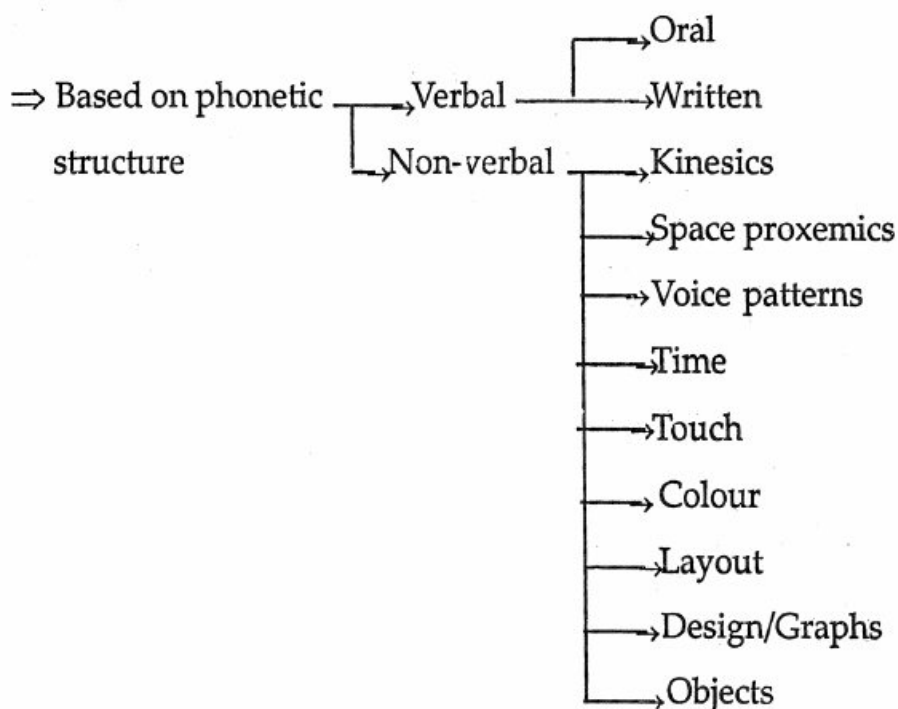 Oral
⇒ Based on phonetic Verbal Written
structure Non-verbal Kinesics
Space proxemics
Voice patterns
Time
Touch
Colour
Layout
Design/Graphs
Objects